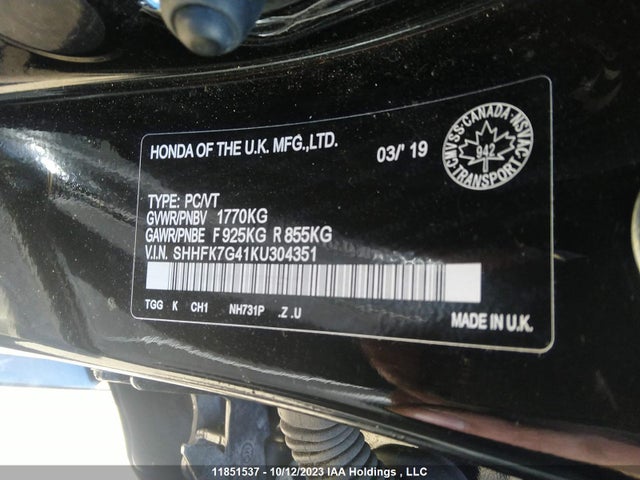 HONDA OF THE U.K. MFG.,LTD.
03/' 19
CMVSS·CANADA·NSVAC
942
TRANSPORT
TYPE: PC/VT
GVWR/PNBV 1770KG
GAWR/PNBE F 925KG R 855KG
V.I.N. SHHFK7G41KU304351
TGG K CH1 NH731P .Z .U
MADE IN U.K.
11851537 - 10/12/2023 IAA Holdings , LLC